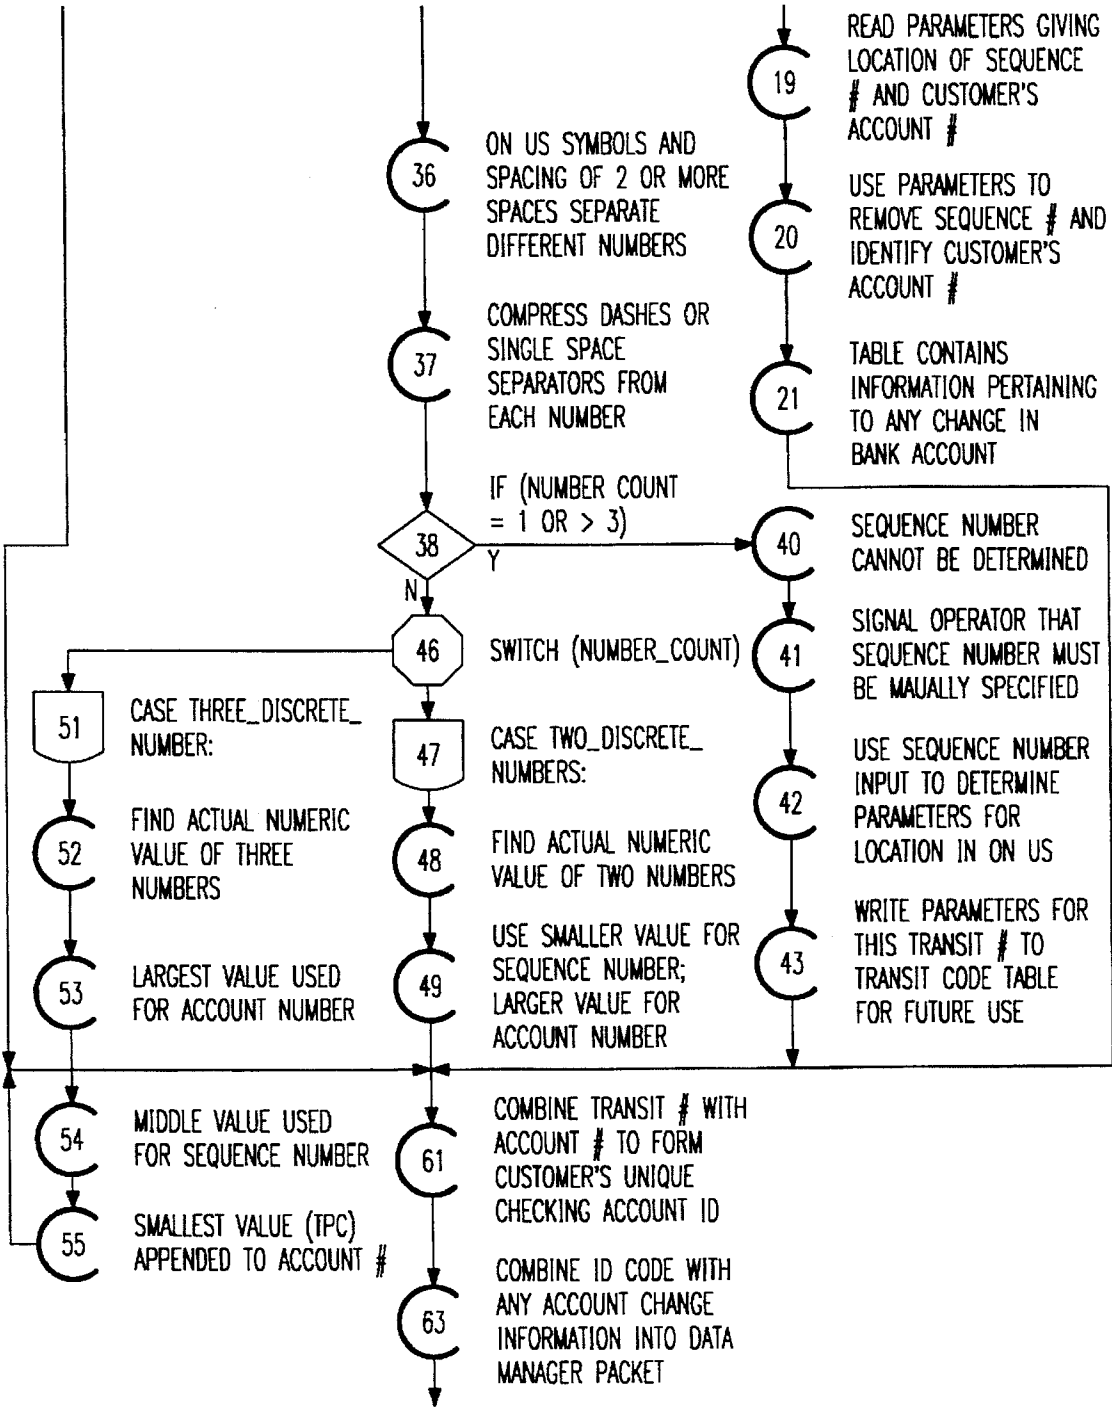 19
READ PARAMETERS GIVING
LOCATION OF SEQUENCE
# AND CUSTOMER'S
ACCOUNT #
36
ON US SYMBOLS AND
SPACING OF 2 OR MORE
SPACES SEPARATE
DIFFERENT NUMBERS
20
USE PARAMETERS TO
REMOVE SEQUENCE # AND
IDENTIFY CUSTOMER'S
ACCOUNT #
37
COMPRESS DASHES OR
SINGLE SPACE
SEPARATORS FROM
EACH NUMBER
21
TABLE CONTAINS
INFORMATION PERTAINING
TO ANY CHANGE IN
BANK ACCOUNT
38
IF (NUMBER COUNT
= 1 OR > 3)
Y
N
40
SEQUENCE NUMBER
CANNOT BE DETERMINED
46
SWITCH (NUMBER_COUNT)
41
SIGNAL OPERATOR THAT
SEQUENCE NUMBER MUST
BE MAUALLY SPECIFIED
51
CASE THREE_DISCRETE_
NUMBER:
47
CASE TWO_DISCRETE_
NUMBERS:
42
USE SEQUENCE NUMBER
INPUT TO DETERMINE
PARAMETERS FOR
LOCATION IN ON US
52
FIND ACTUAL NUMERIC
VALUE OF THREE
NUMBERS
48
FIND ACTUAL NUMERIC
VALUE OF TWO NUMBERS
43
WRITE PARAMETERS FOR
THIS TRANSIT # TO
TRANSIT CODE TABLE
FOR FUTURE USE
53
LARGEST VALUE USED
FOR ACCOUNT NUMBER
49
USE SMALLER VALUE FOR
SEQUENCE NUMBER;
LARGER VALUE FOR
ACCOUNT NUMBER
54
MIDDLE VALUE USED
FOR SEQUENCE NUMBER
61
COMBINE TRANSIT # WITH
ACCOUNT # TO FORM
CUSTOMER'S UNIQUE
CHECKING ACCOUNT ID
55
SMALLEST VALUE (TPC)
APPENDED TO ACCOUNT #
63
COMBINE ID CODE WITH
ANY ACCOUNT CHANGE
INFORMATION INTO DATA
MANAGER PACKET